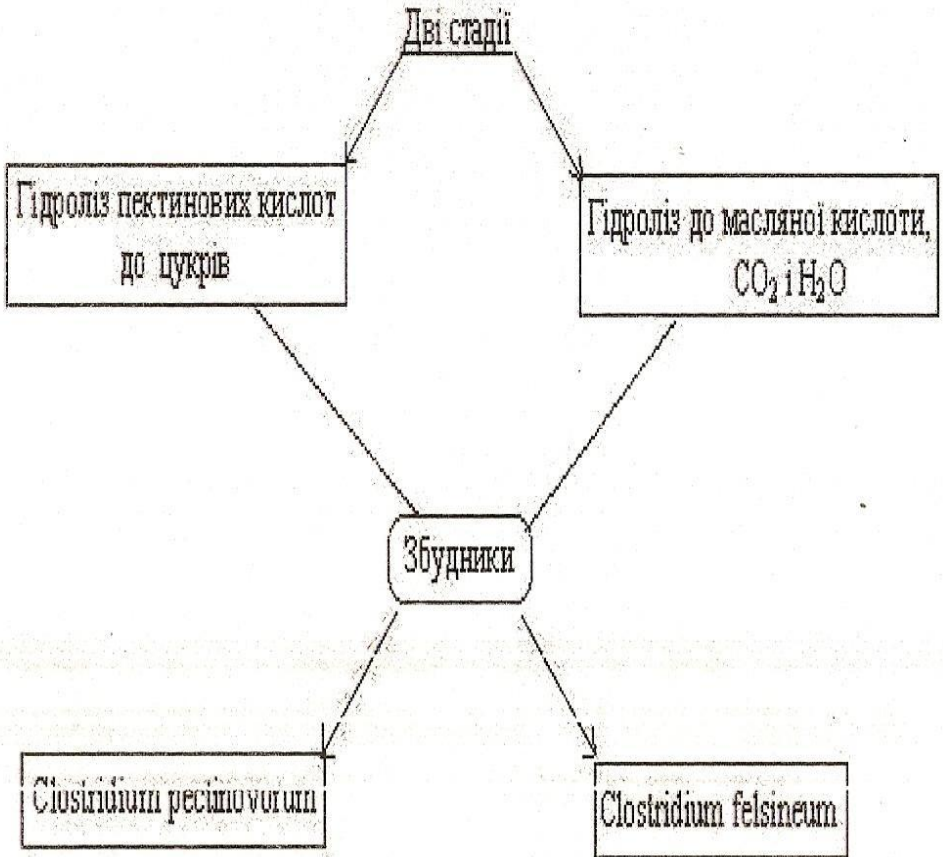 Дві стадії
Гідроліз пектинових кислот
до цукрів
Гідроліз до масляної кислоти,
CO₂ і H₂O
Збудники
Clostridium pectinovorum
Clostridium felsineum